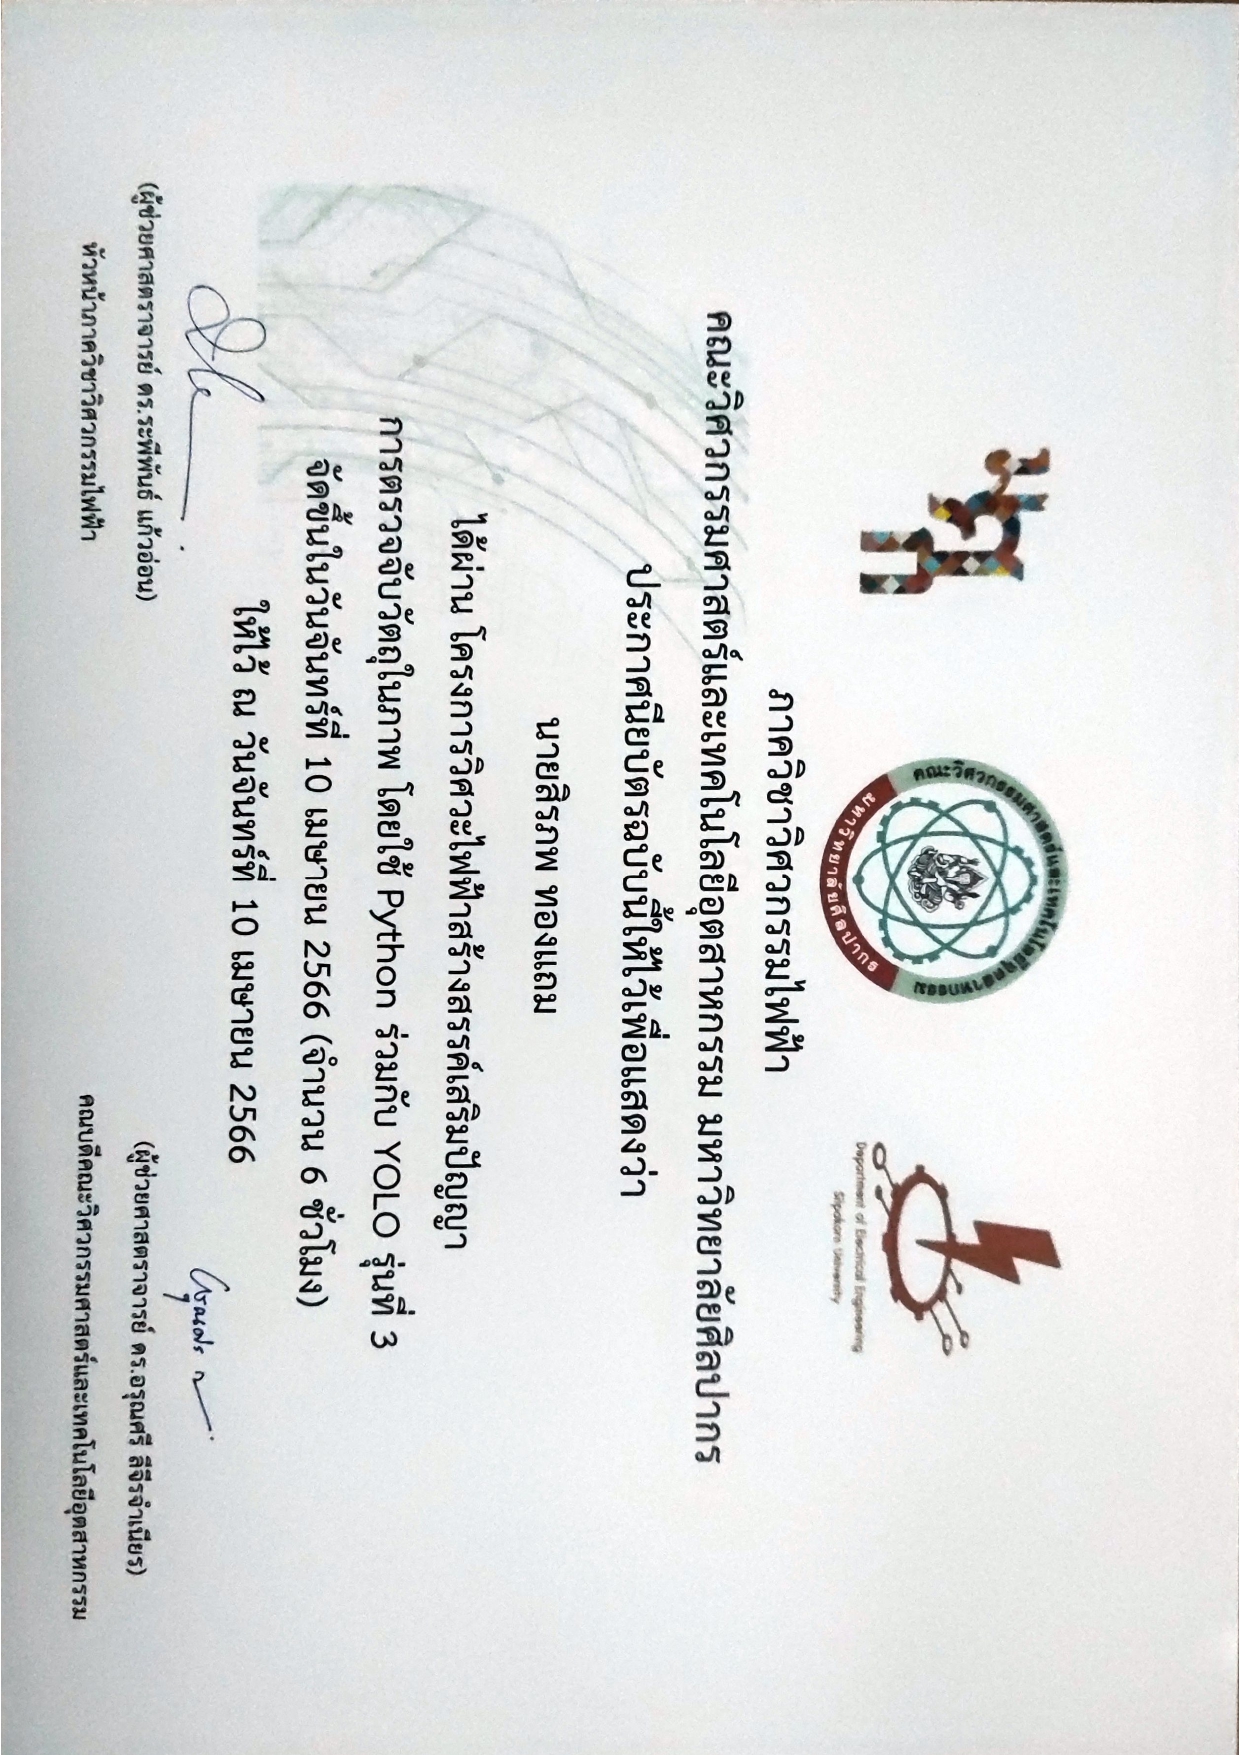 มศก
คณะวิศวกรรมศาสตร์และเทคโนโลยีอุตสาหกรรม
มหาวิทยาลัยศิลปากร
Department of Electrical Engineering
Silpakorn University
ภาควิชาวิศวกรรมไฟฟ้า
คณะวิศวกรรมศาสตร์และเทคโนโลยีอุตสาหกรรม มหาวิทยาลัยศิลปากร
ประกาศนียบัตรฉบับนี้ให้ไว้เพื่อแสดงว่า
นายสิรภพ ทองแถม
ได้ผ่าน โครงการวิศวะไฟฟ้าสร้างสรรค์เสริมปัญญา
การตรวจจับวัตถุในภาพ โดยใช้ Python ร่วมกับ YOLO รุ่นที่ 3
จัดขึ้นในวันจันทร์ที่ 10 เมษายน 2566 (จำนวน 6 ชั่วโมง)
ให้ไว้ ณ วันจันทร์ที่ 10 เมษายน 2566
(ผู้ช่วยศาสตราจารย์ ดร.ระพีพันธ์ แก้วอ่อน)
หัวหน้าภาควิชาวิศวกรรมไฟฟ้า
(ผู้ช่วยศาสตราจารย์ ดร.อรุณศรี ลีจีรจำเนียร)
คณบดีคณะวิศวกรรมศาสตร์และเทคโนโลยีอุตสาหกรรม